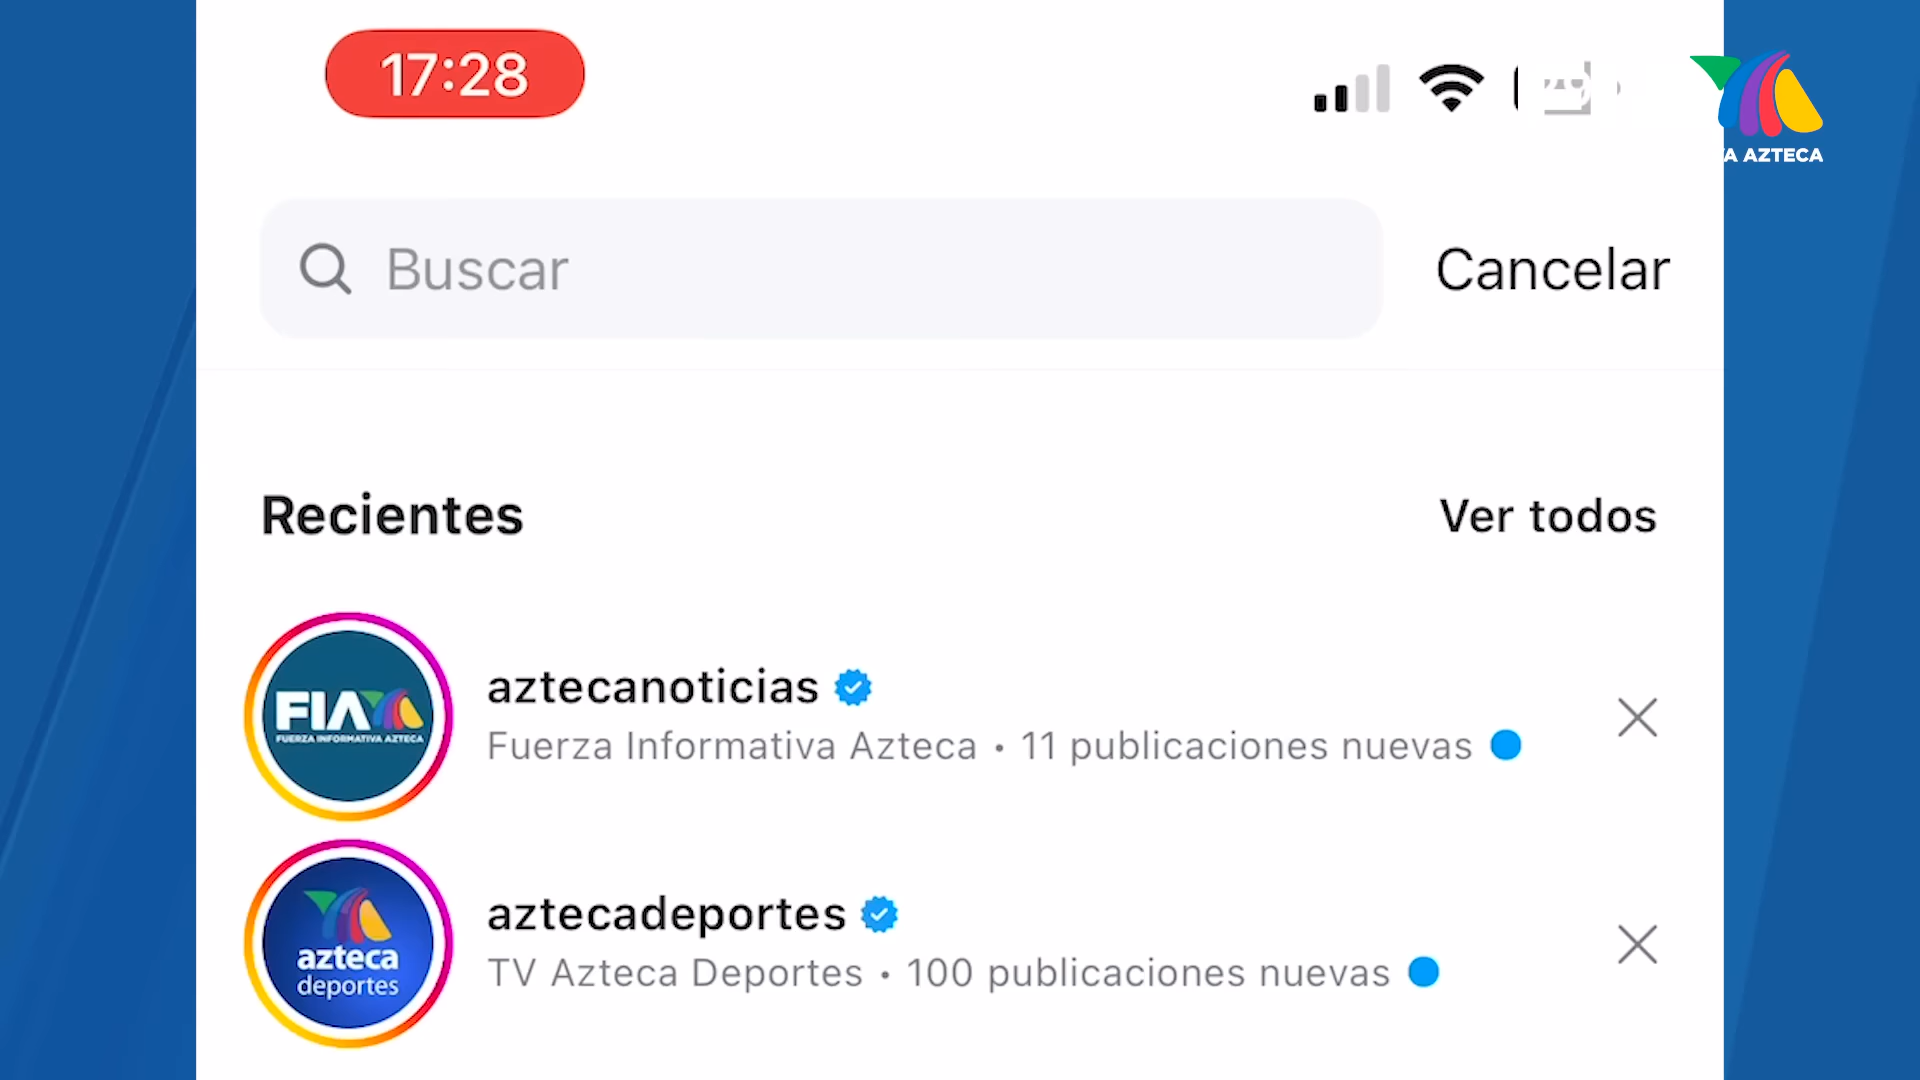 17:28
TV AZTECA
Buscar
Cancelar
Recientes
Ver todos
FIA
FUERZA INFORMATIVA AZTECA
aztecanoticias
Fuerza Informativa Azteca • 11 publicaciones nuevas
azteca
deportes
aztecadeportes
TV Azteca Deportes • 100 publicaciones nuevas